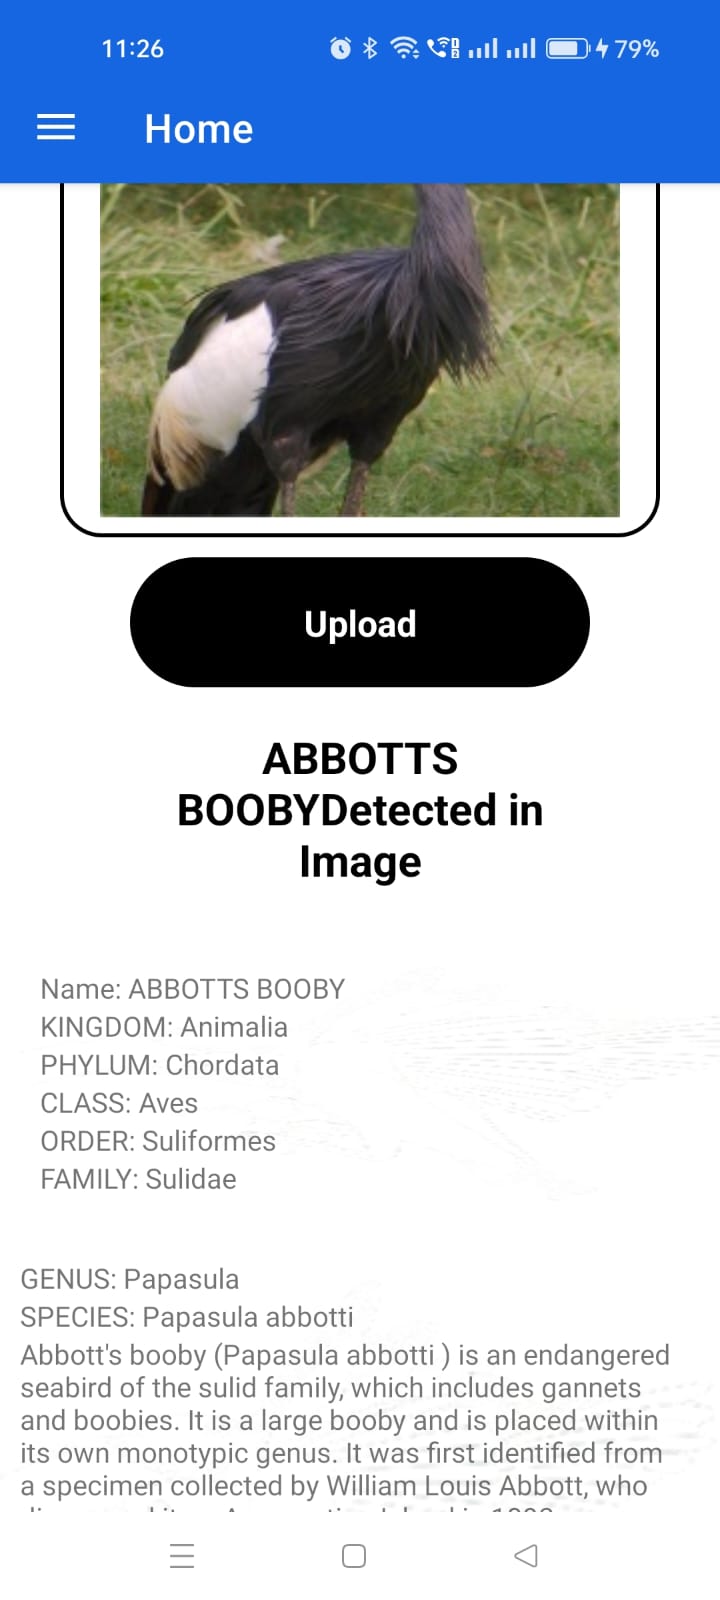 11:26
79%
Home
Upload
ABBOTTS
BOOBYDetected in
Image
Name: ABBOTTS BOOBY
KINGDOM: Animalia
PHYLUM: Chordata
CLASS: Aves
ORDER: Suliformes
FAMILY: Sulidae
GENUS: Papasula
SPECIES: Papasula abbotti
Abbott's booby (Papasula abbotti ) is an endangered
seabird of the sulid family, which includes gannets
and boobies. It is a large booby and is placed within
its own monotypic genus. It was first identified from
a specimen collected by William Louis Abbott, who